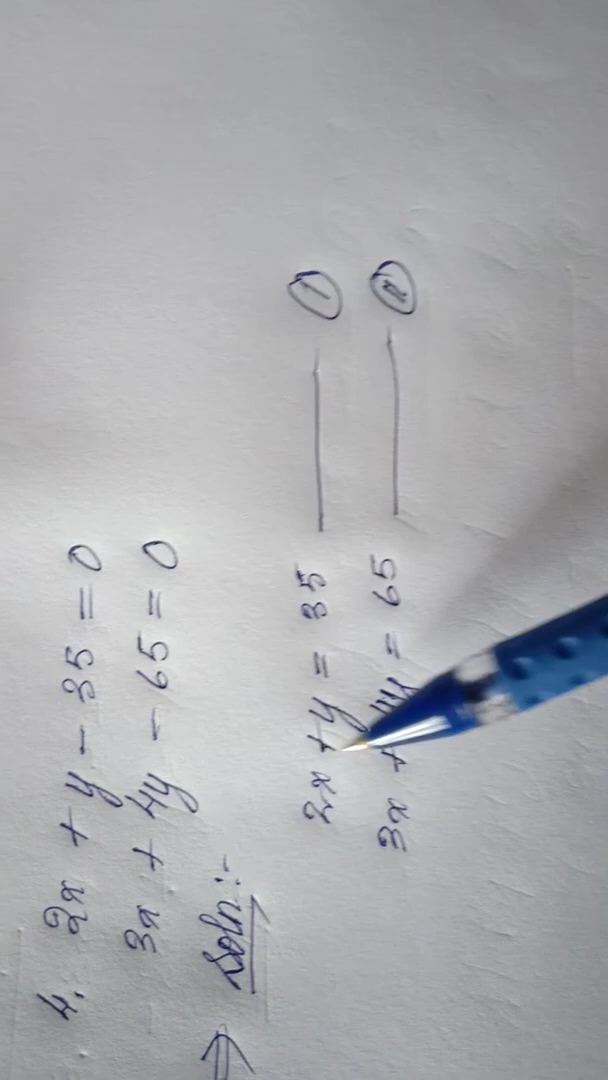 4. 2x + y - 35 = 0
3x + 4y - 65 = 0
⇒ Soln:-
2x + y = 35 —— ①
3x + 4y = 65 —— ②